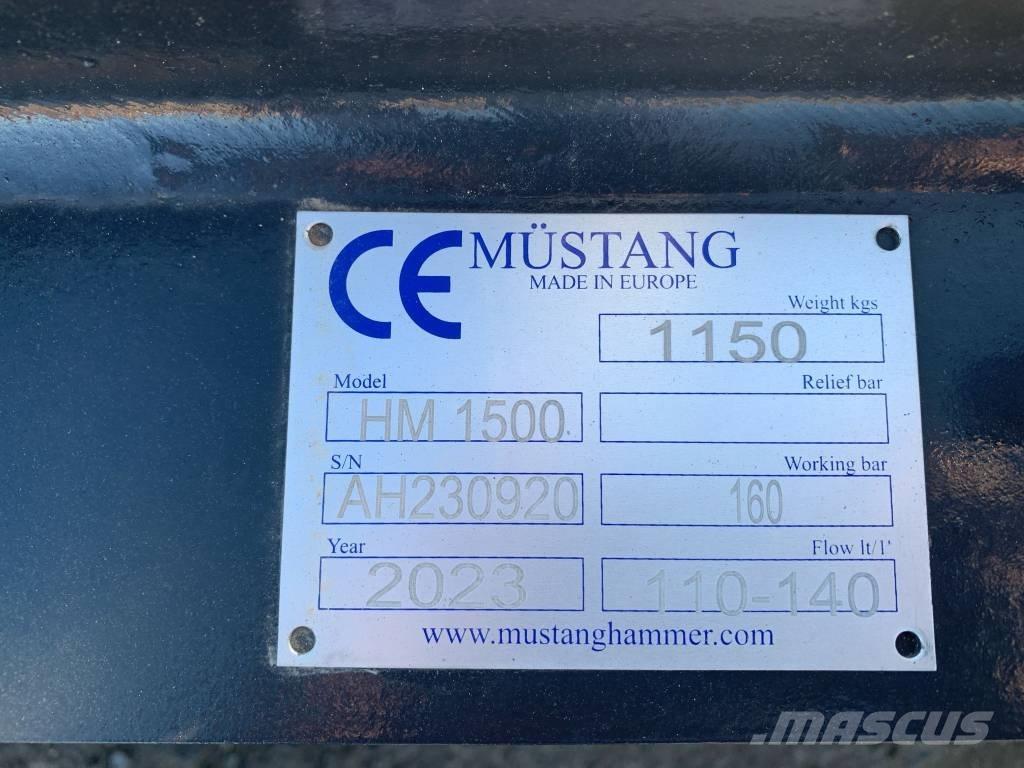 CE MÜSTANG
MADE IN EUROPE
Weight kgs
1150
Model
HM 1500
Relief bar
S/N
AH230920
Working bar
160
Year
2023
Flow lt/1'
110-140
www.mustanghammer.com
MASCUS